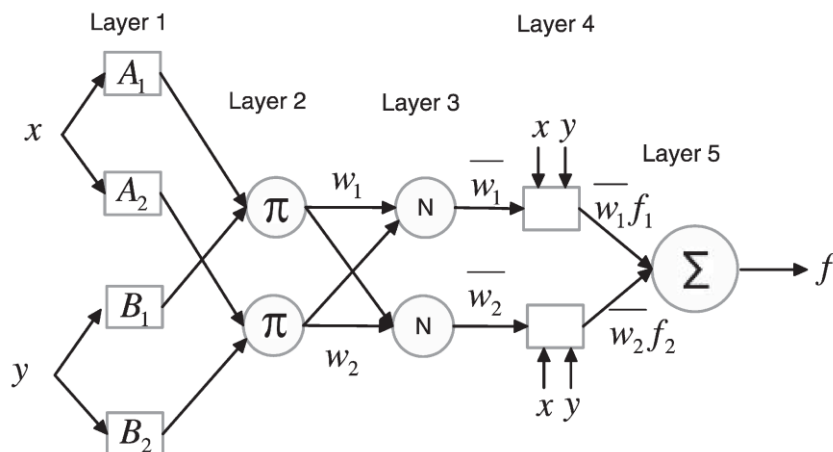 Layer 1
Layer 4
A₁
Layer 2
Layer 3
x
x y
Layer 5
A₂
π
w₁
N
w̅₁
w̅₁f₁
Σ
f
B₁
π
w₂
N
w̅₂
w̅₂f₂
y
x y
B₂